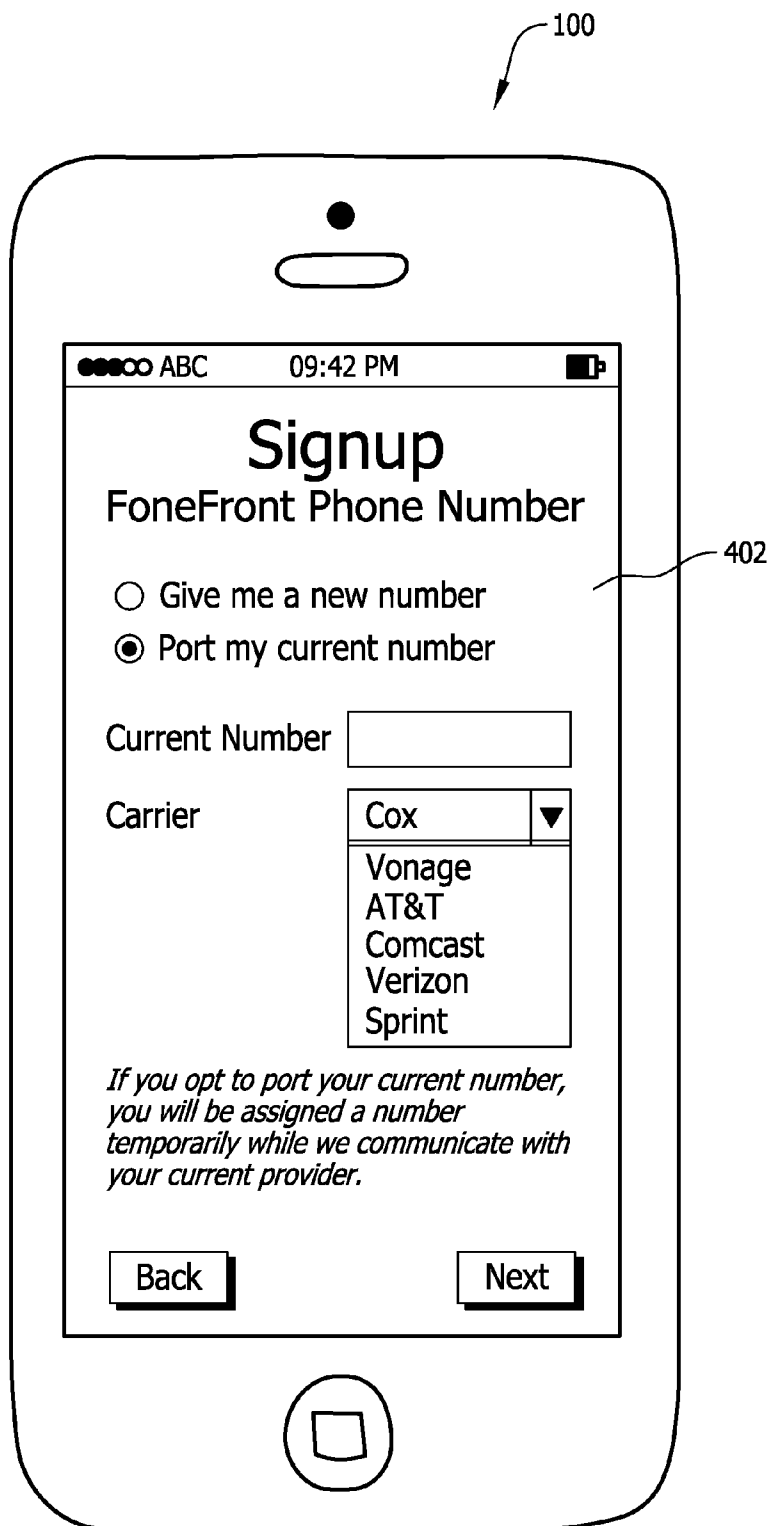 100
ABC 09:42 PM
Signup
FoneFront Phone Number
402
Give me a new number
Port my current number
Current Number
Carrier Cox
Vonage
AT&T
Comcast
Verizon
Sprint
If you opt to port your current number,
you will be assigned a number
temporarily while we communicate with
your current provider.
Back Next